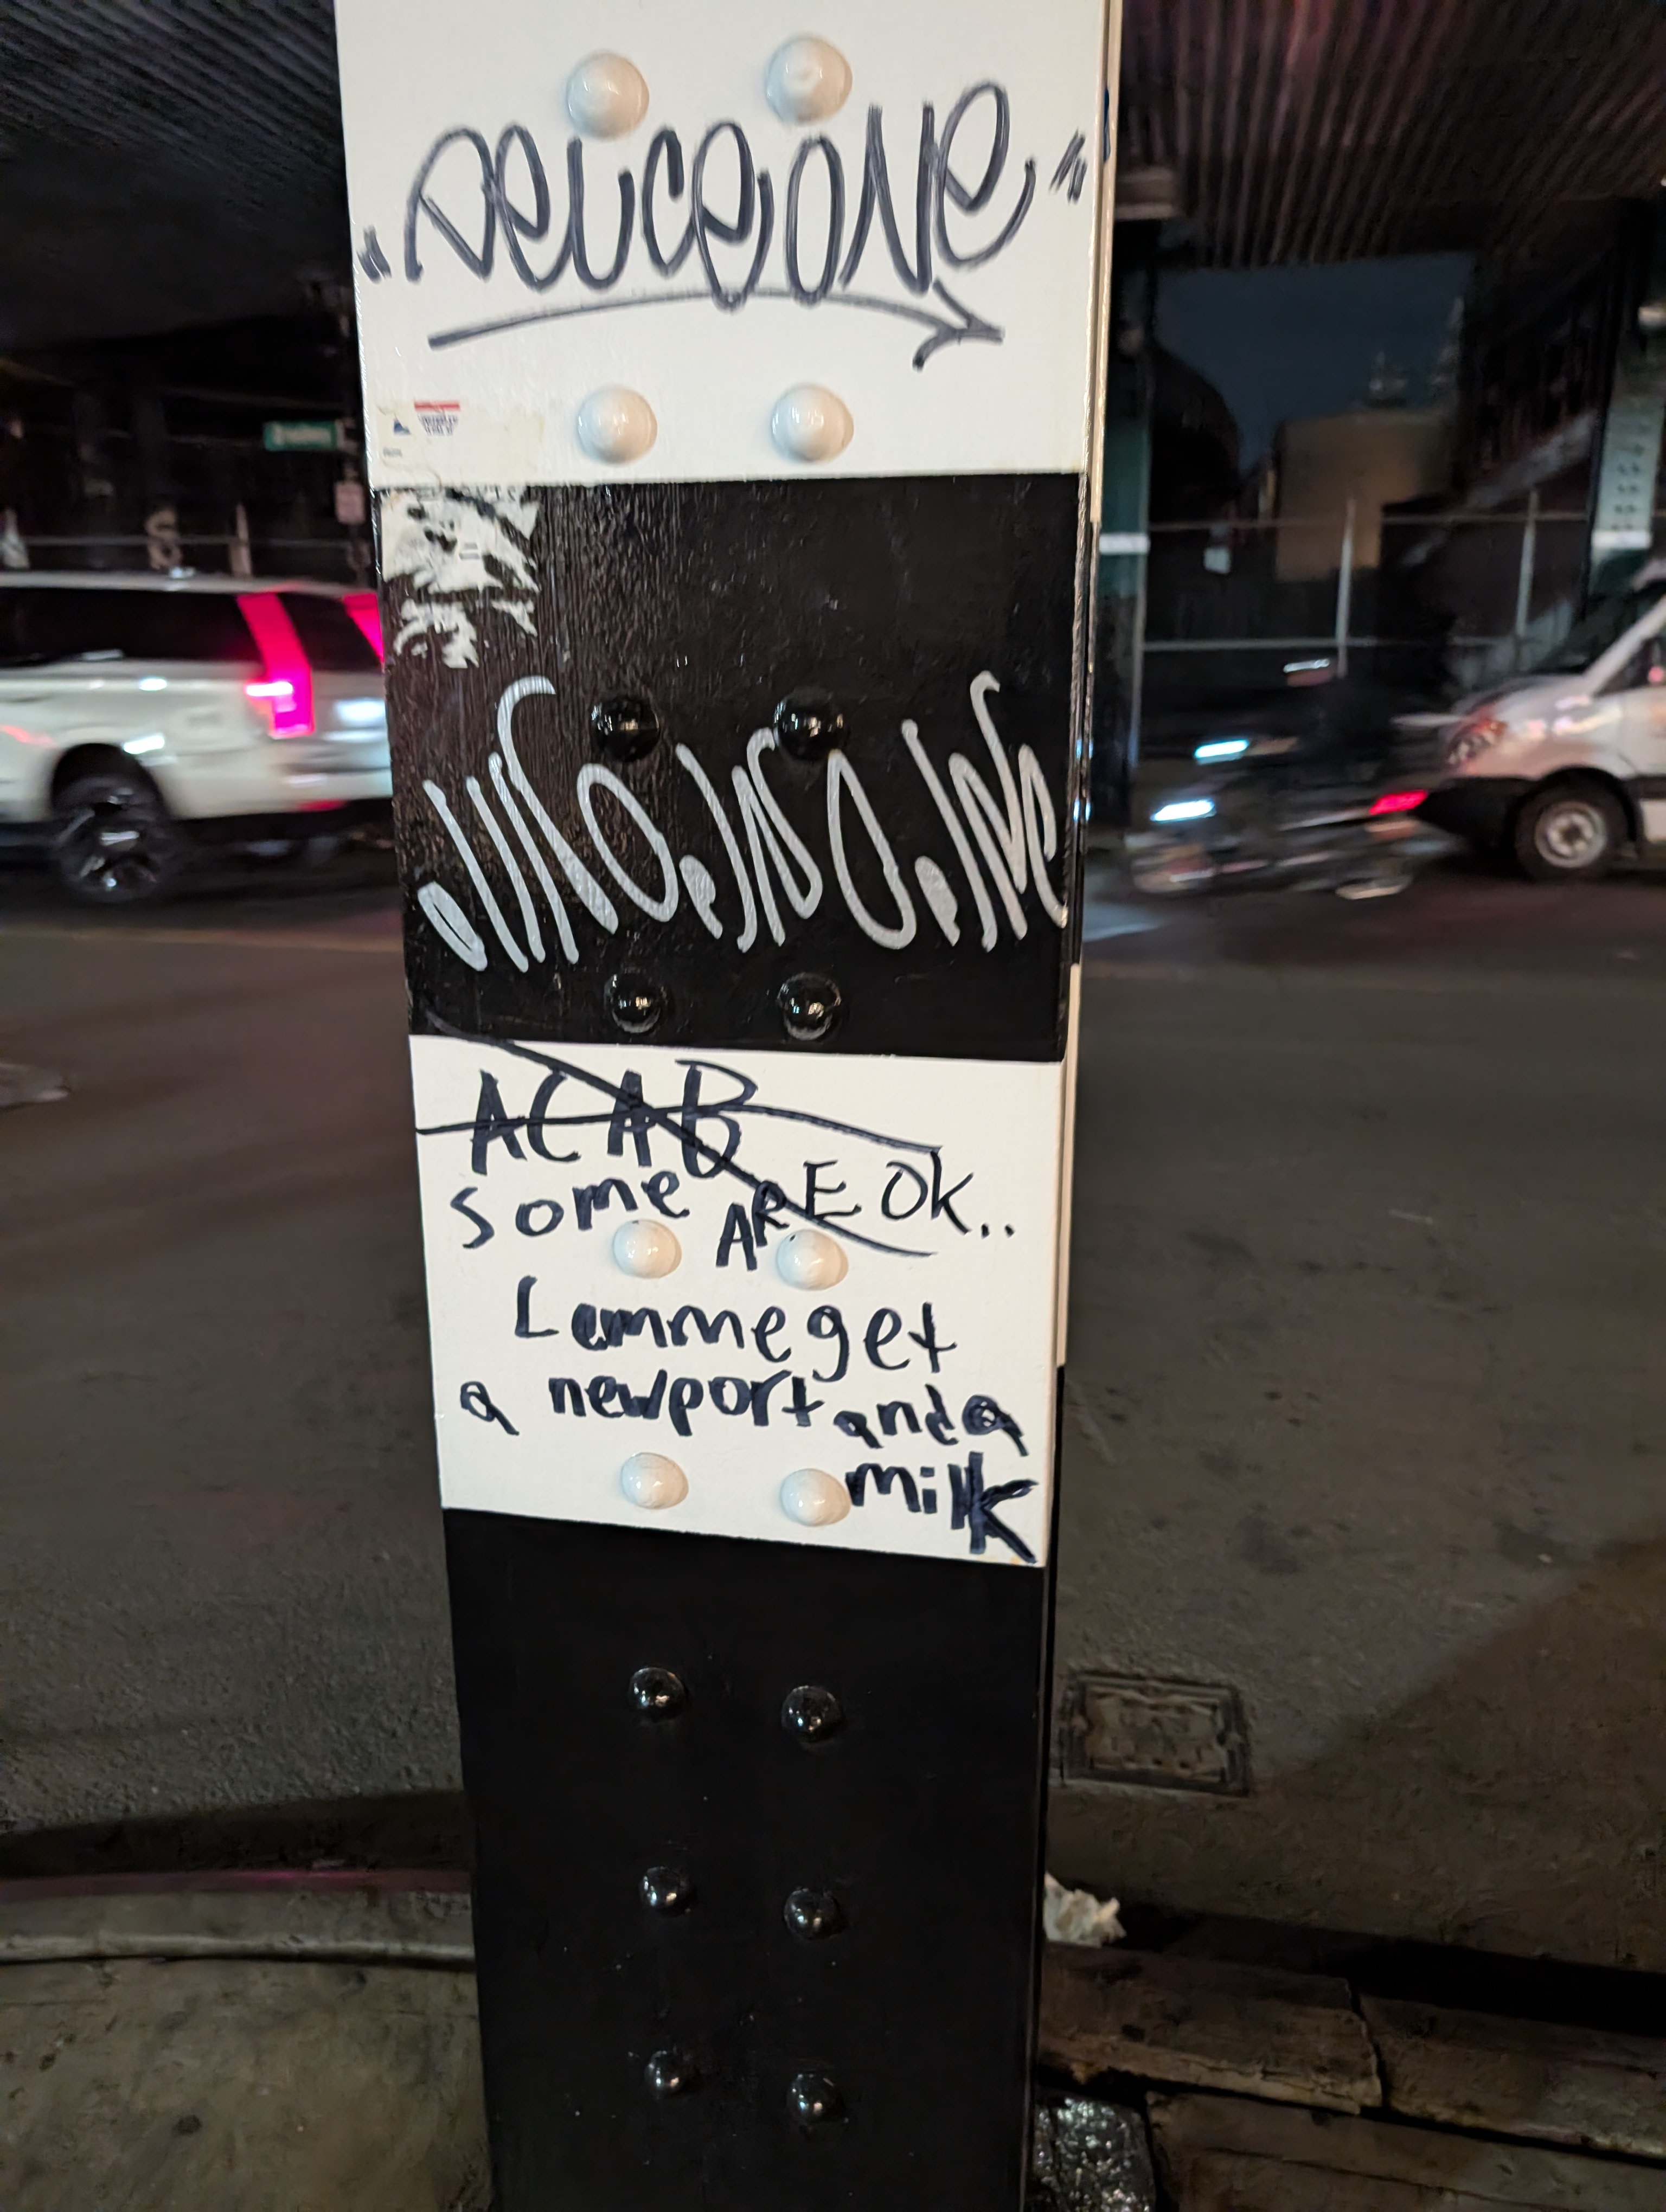 "DeuceONe"
ACAB
some ARE Ok..
Lemme get
a newport and a
milk